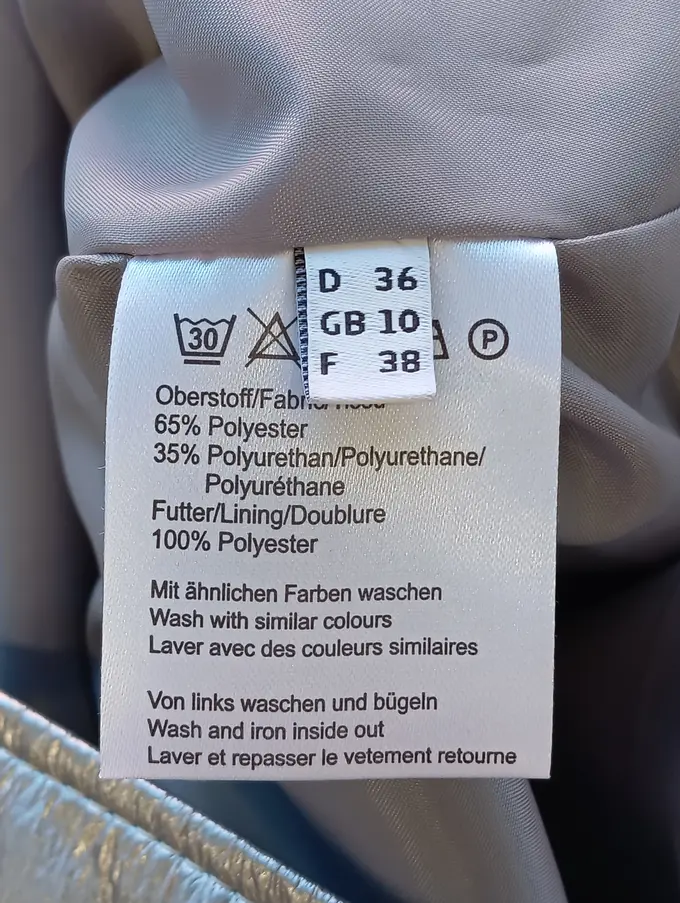 D 36
GB 10
F 38
30
P
Oberstoff/Fabric/
65% Polyester
35% Polyurethan/Polyurethane/
Polyuréthane
Futter/Lining/Doublure
100% Polyester
Mit ähnlichen Farben waschen
Wash with similar colours
Laver avec des couleurs similaires
Von links waschen und bügeln
Wash and iron inside out
Laver et repasser le vetement retourne